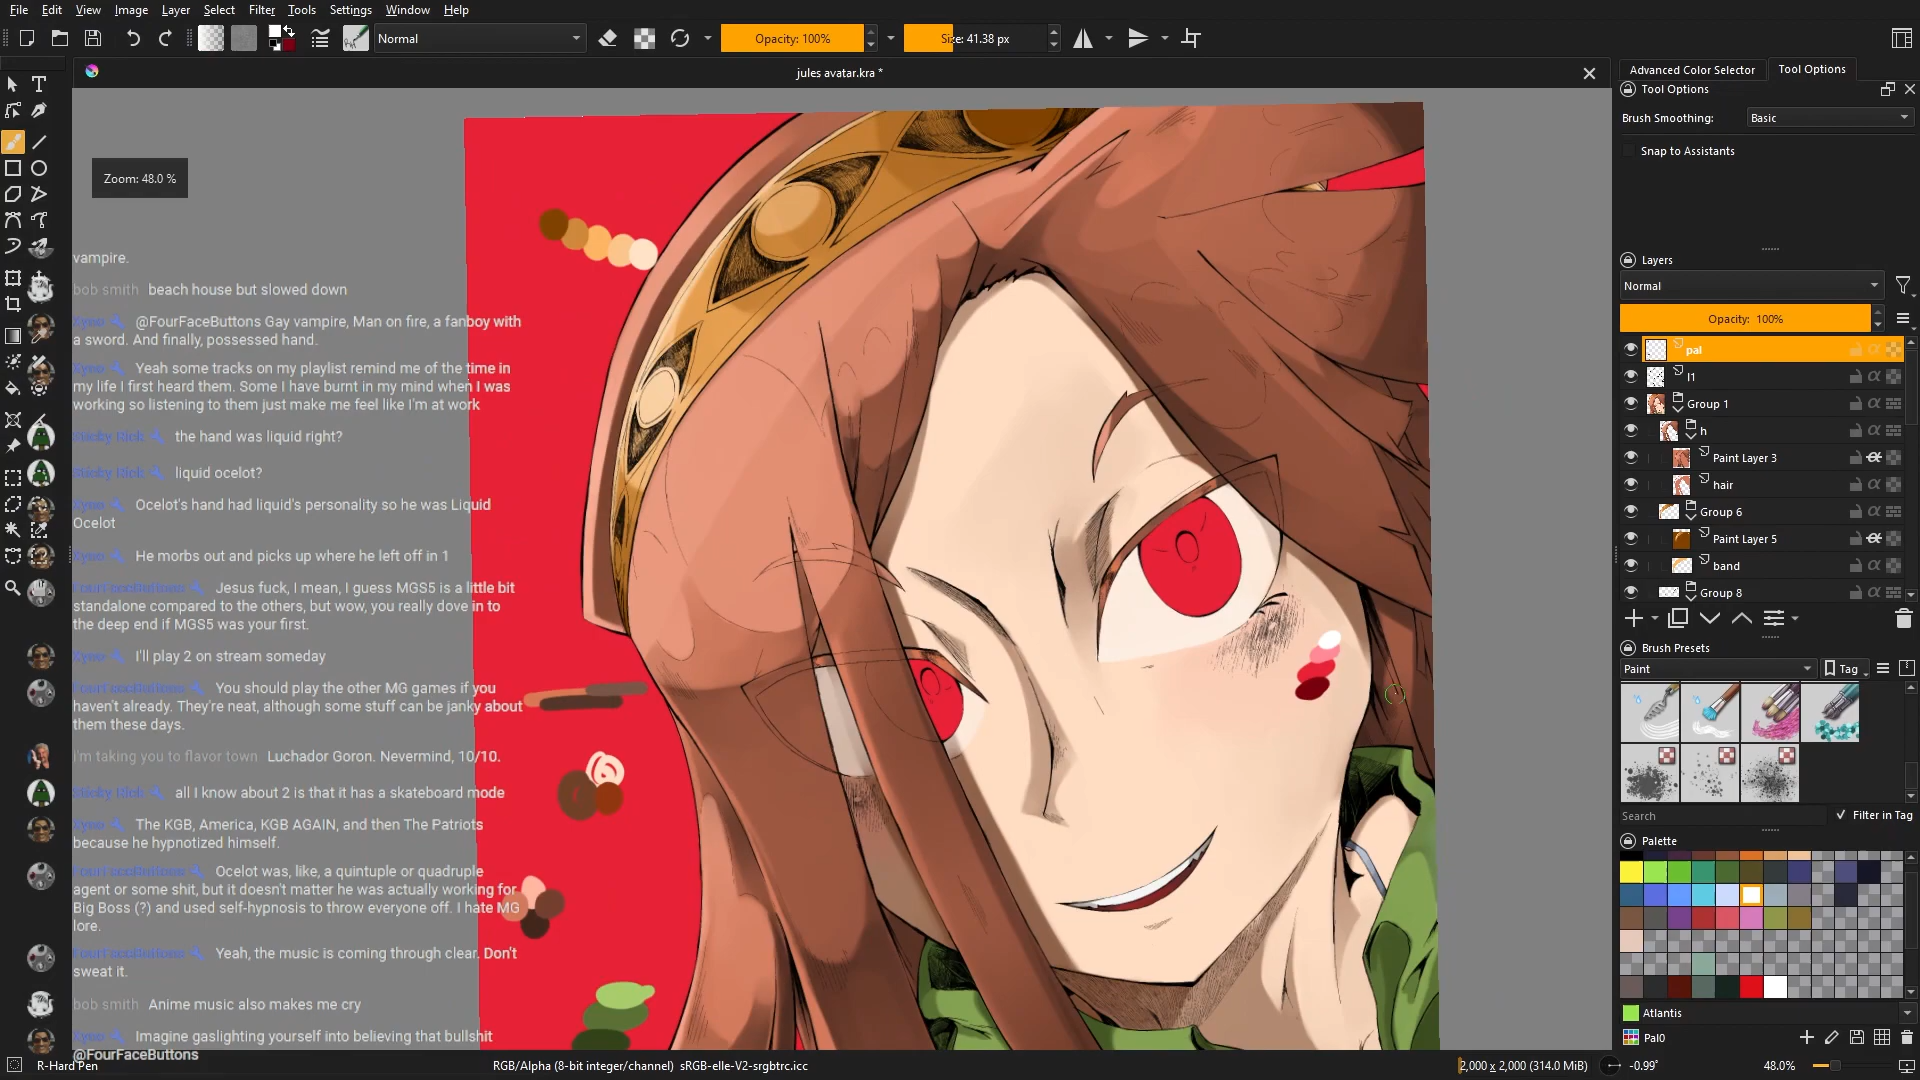 File Edit View Image Layer Select Filter Tools Settings Window Help
Normal
Opacity: 100%
Size: 41.38 px
jules avatar.kra *
Advanced Color Selector
Tool Options
Tool Options
Brush Smoothing: Basic
Snap to Assistants
Zoom: 48.0 %
vampire.
bob smith beach house but slowed down
Xyno @FourFaceButtons Gay vampire, Man on fire, a fanboy with
a sword. And finally, possessed hand.
Xyno Yeah some tracks on my playlist remind me of the time in
my life I first heard them. Some I have burnt in my mind when I was
working so listening to them just make me feel like I'm at work
Sticky Rick the hand was liquid right?
Sticky Rick liquid ocelot?
Xyno Ocelot's hand had liquid's personality so he was Liquid
Ocelot
Xyno He morbs out and picks up where he left off in 1
FourFaceButtons Jesus fuck, I mean, I guess MGS5 is a little bit
standalone compared to the others, but wow, you really dove in to
the deep end if MGS5 was your first.
Xyno I'll play 2 on stream someday
FourFaceButtons You should play the other MG games if you
haven't already. They're neat, although some stuff can be janky about
them these days.
I'm taking you to flavor town Luchador Goron. Nevermind, 10/10.
Sticky Rick all I know about 2 is that it has a skateboard mode
Xyno The KGB, America, KGB AGAIN, and then The Patriots
because he hypnotized himself.
FourFaceButtons Ocelot was, like, a quintuple or quadruple
agent or some shit, but it doesn't matter he was actually working for
Big Boss (?) and used self-hypnosis to throw everyone off. I hate MG
lore.
FourFaceButtons Yeah, the music is coming through clear. Don't
sweat it.
bob smith Anime music also makes me cry
Xyno Imagine gaslighting yourself into believing that bullshit
@FourFaceButtons
Layers
Normal
Opacity: 100%
pal
l1
Group 1
h
Paint Layer 3
hair
Group 6
Paint Layer 5
band
Group 8
Brush Presets
Paint
Tag
Search
Filter in Tag
Palette
Atlantis
Pal0
R-Hard Pen
RGB/Alpha (8-bit integer/channel) sRGB-elle-V2-srgbtrc.icc
2,000 x 2,000 (314.0 MiB)
-0.99°
48.0%